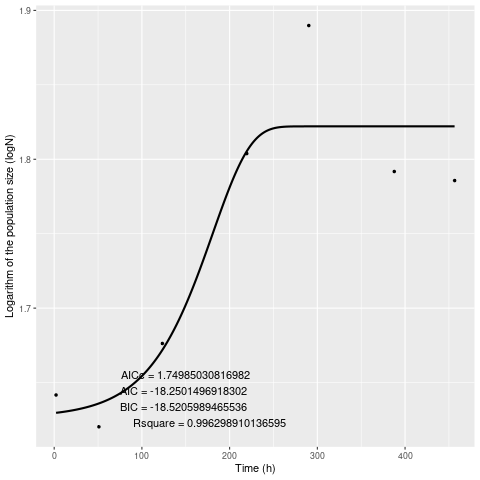 1.9
1.8
1.7
Logarithm of the population size (logN)
AICc = 1.74985030816982
AIC = -18.2501496918302
BIC = -18.5205989465536
Rsquare = 0.996298910136595
0 100 200 300 400
Time (h)